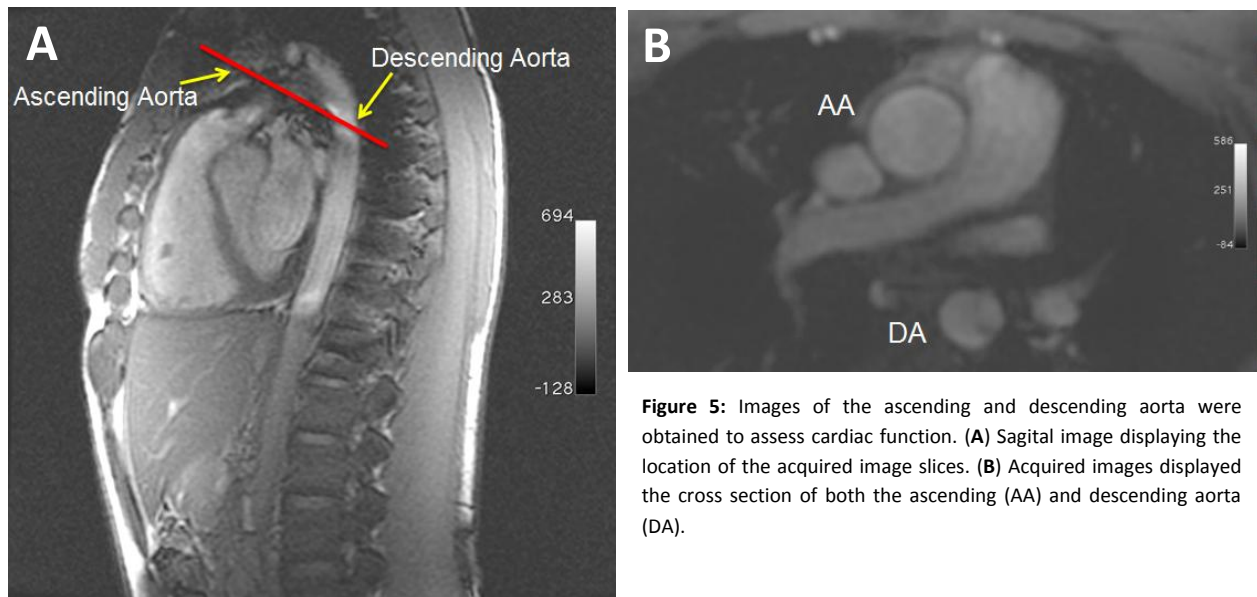 A
Descending Aorta
Ascending Aorta
694
283
-128
B
AA
586
251
-84
DA
Figure 5: Images of the ascending and descending aorta were
obtained to assess cardiac function. (A) Sagital image displaying the
location of the acquired image slices. (B) Acquired images displayed
the cross section of both the ascending (AA) and descending aorta
(DA).